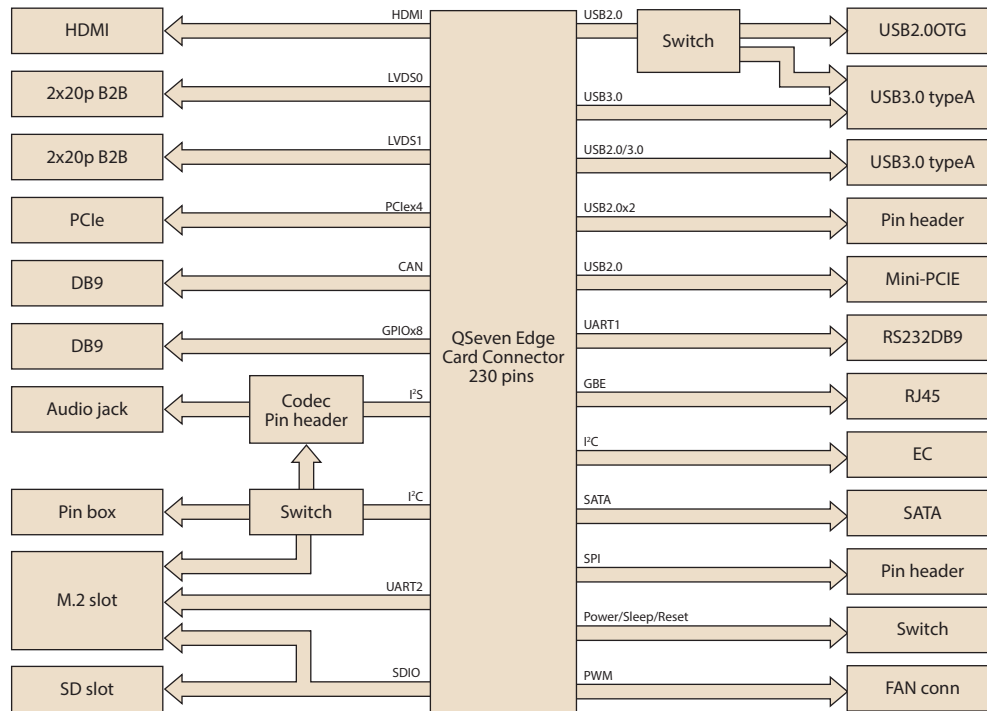 HDMI
HDMI
USB2.0
Switch
USB2.0OTG
2x20p B2B
LVDS0
USB3.0
USB3.0 typeA
2x20p B2B
LVDS1
USB2.0/3.0
USB3.0 typeA
PCIe
PCIex4
USB2.0x2
Pin header
DB9
CAN
USB2.0
Mini-PCIE
DB9
GPIOx8
QSeven Edge
Card Connector
230 pins
UART1
RS232DB9
Audio jack
Codec
Pin header
I²S
GBE
RJ45
I²C
EC
Pin box
Switch
I²C
SATA
SATA
M.2 slot
UART2
SPI
Pin header
Power/Sleep/Reset
Switch
SD slot
SDIO
PWM
FAN conn